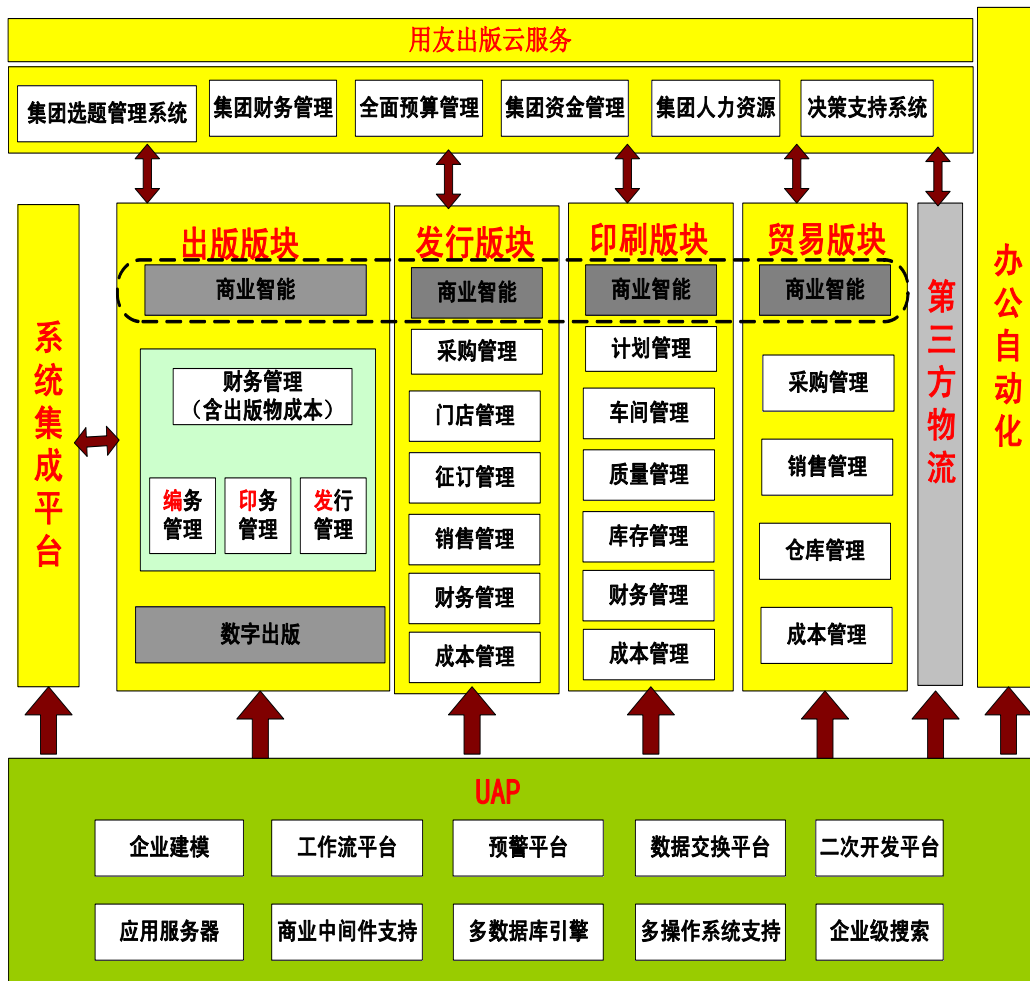 用友出版云服务
集团选题管理系统
集团财务管理
全面预算管理
集团资金管理
集团人力资源
决策支持系统
办公自动化
系统集成平台
出版版块
商业智能
财务管理
（含出版物成本）
编务
管理
印务
管理
发行
管理
数字出版
发行版块
商业智能
采购管理
门店管理
征订管理
销售管理
财务管理
成本管理
印刷版块
商业智能
计划管理
车间管理
质量管理
库存管理
财务管理
成本管理
贸易版块
商业智能
采购管理
销售管理
仓库管理
成本管理
第三方物流
UAP
企业建模
工作流平台
预警平台
数据交换平台
二次开发平台
应用服务器
商业中间件支持
多数据库引擎
多操作系统支持
企业级搜索